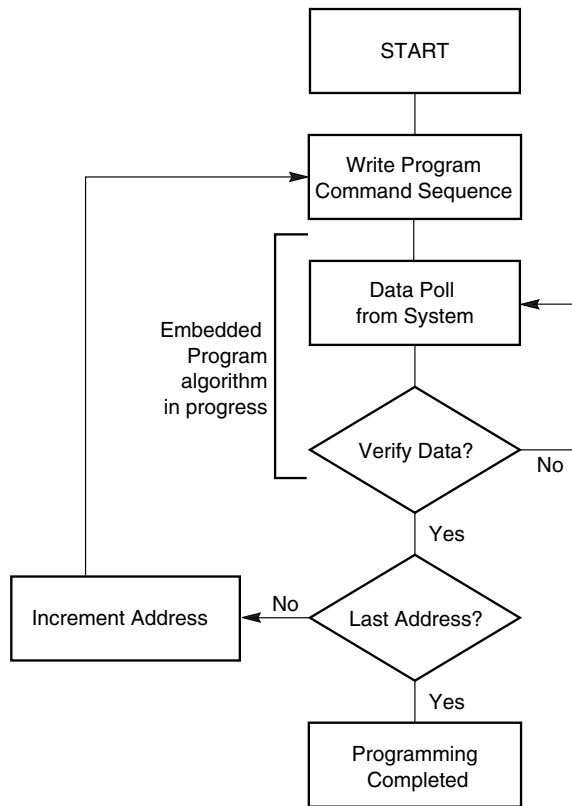 START
Write Program
Command Sequence
Data Poll
from System
Embedded
Program
algorithm
in progress
Verify Data?
No
Yes
Increment Address
No
Last Address?
Yes
Programming
Completed